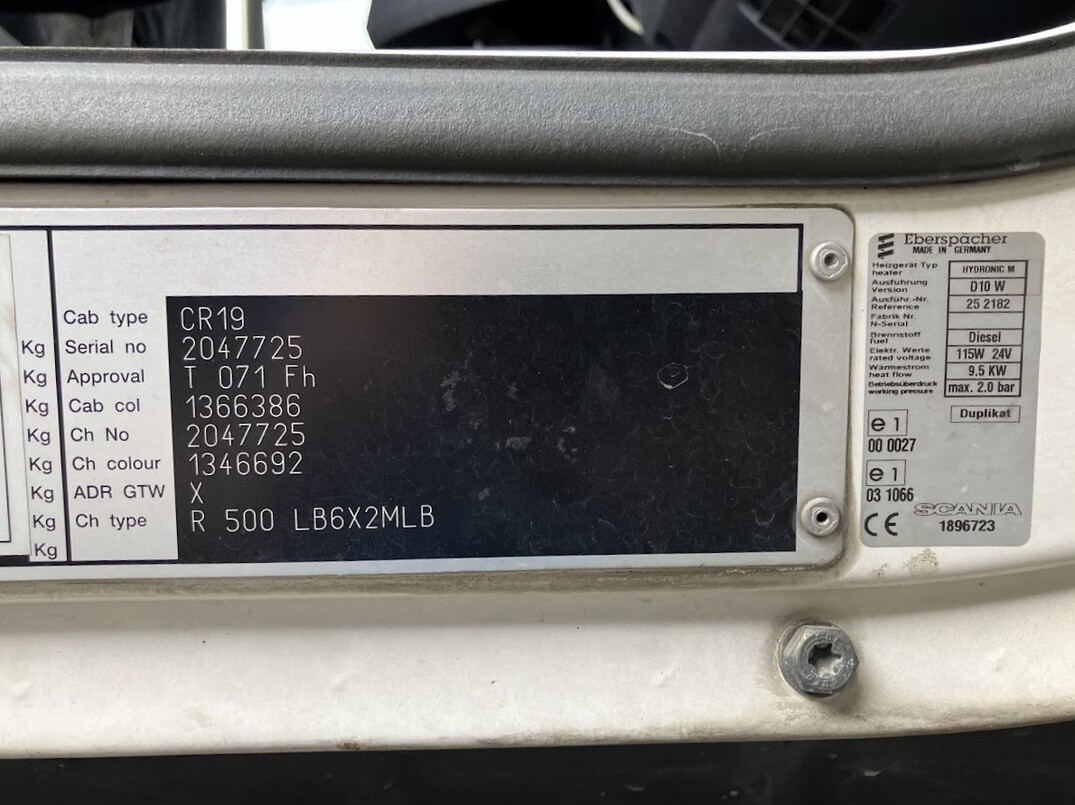 Cab type CR19
Kg Serial no 2047725
Kg Approval T 071 Fh
Kg Cab col 1366386
Kg Ch No 2047725
Kg Ch colour 1346692
Kg ADR GTW X
Kg Ch type R 500 LB6X2MLB
Kg
Eberspächer
MADE IN GERMANY
Heizgerät Typ
heater HYDRONIC M
Ausführung
Version D10 W
Ausführ.-Nr.
Reference 25 2182
Fabrik Nr.
N-Serial
Brennstoff
fuel Diesel
Elektr. Werte
rated voltage 115W 24V
Wärmestrom
heat flow 9.5 KW
Betriebsüberdruck
working pressure max. 2.0 bar
Duplikat
e1
00 0027
e1
03 1066
SCANIA
CE 1896723